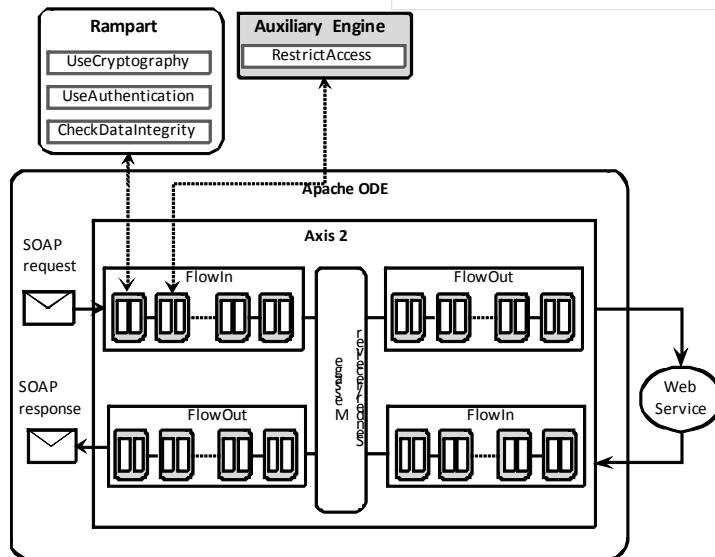 Rampart
UseCryptography
UseAuthentication
CheckDataIntegrity
Auxiliary Engine
RestrictAccess
Apache ODE
Axis 2
SOAP
request
FlowIn
FlowOut
SOAP
response
FlowOut
FlowIn
Web
Service